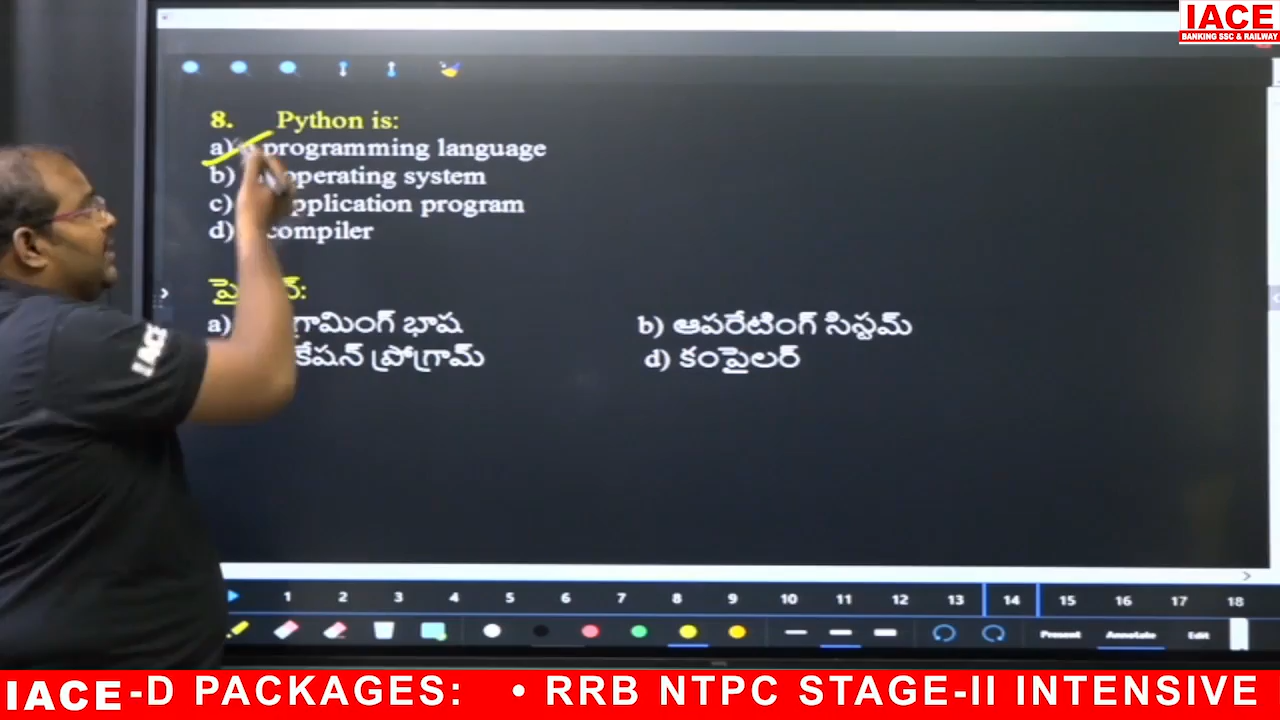 IACE
BANKING SSC & RAILWAY
8. Python is:
a) programming language
b) operating system
c) application program
d) compiler
a) భాష
b) ఆపరేటింగ్ సిస్టమ్
ప్రోగ్రామ్
d) కంపైలర్
IACE
1 2 3 4 5 6 7 8 9 10 11 12 13 14 15 16 17 18
Present Annotate Edit
IACE -D PACKAGES: • RRB NTPC STAGE-II INTENSIVE